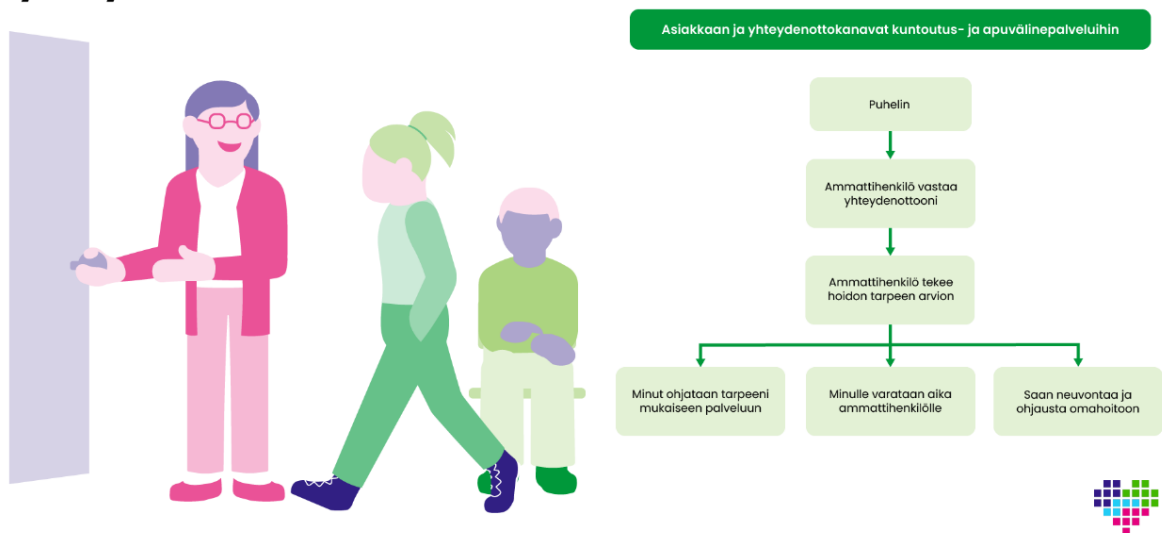 Asiakkaan ja yhteydenottokanavat kuntoutus- ja apuvälinepalveluihin
Puhelin
Ammattihenkilö vastaa
yhteydenottooni
Ammattihenkilö tekee
hoidon tarpeen arvion
Minut ohjataan tarpeeni
mukaiseen palveluun
Minulle varataan aika
ammattihenkilölle
Saan neuvontaa ja
ohjausta omahoitoon